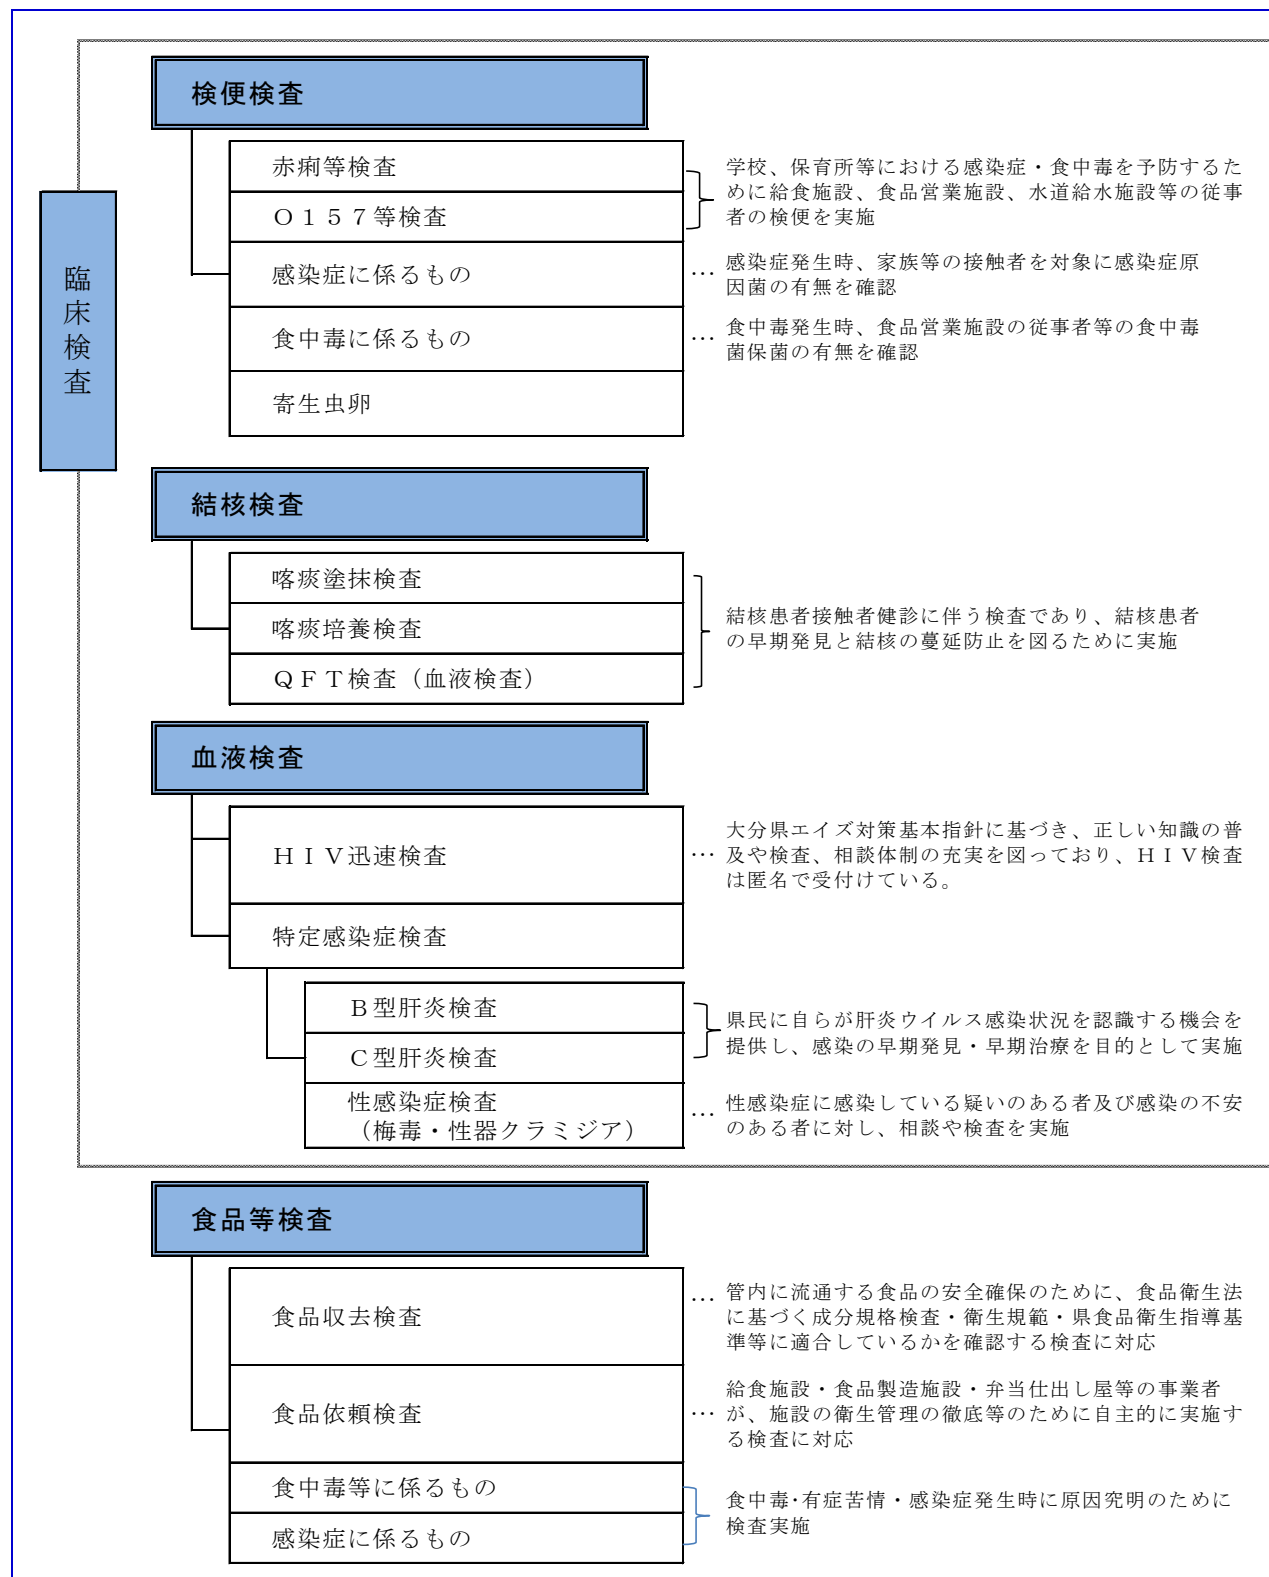 臨床検査
検便検査
赤痢等検査
Ｏ１５７等検査
学校、保育所等における感染症・食中毒を予防するた
めに給食施設、食品営業施設、水道給水施設等の従事
者の検便を実施
感染症に係るもの
… 感染症発生時、家族等の接触者を対象に感染症原
因菌の有無を確認
食中毒に係るもの
… 食中毒発生時、食品営業施設の従事者等の食中毒
菌保菌の有無を確認
寄生虫卵
結核検査
喀痰塗抹検査
喀痰培養検査
ＱＦＴ検査（血液検査）
結核患者接触者健診に伴う検査であり、結核患者
の早期発見と結核の蔓延防止を図るために実施
血液検査
ＨＩＶ迅速検査
大分県エイズ対策基本指針に基づき、正しい知識の普
… 及や検査、相談体制の充実を図っており、ＨＩＶ検査
は匿名で受付けている。
特定感染症検査
Ｂ型肝炎検査
Ｃ型肝炎検査
県民に自らが肝炎ウイルス感染状況を認識する機会を
提供し、感染の早期発見・早期治療を目的として実施
性感染症検査
（梅毒・性器クラミジア）
… 性感染症に感染している疑いのある者及び感染の不安
のある者に対し、相談や検査を実施
食品等検査
食品収去検査
… 管内に流通する食品の安全確保のために、食品衛生法
に基づく成分規格検査・衛生規範・県食品衛生指導基
準等に適合しているかを確認する検査に対応
食品依頼検査
給食施設・食品製造施設・弁当仕出し屋等の事業者
… が、施設の衛生管理の徹底等のために自主的に実施す
る検査に対応
食中毒等に係るもの
感染症に係るもの
食中毒・有症苦情・感染症発生時に原因究明のために
検査実施